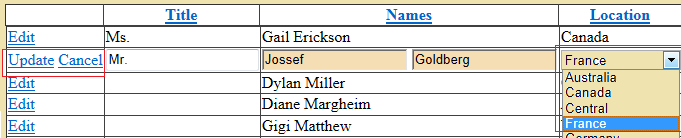 Title Names Location
Edit Ms. Gail Erickson Canada
Update Cancel Mr. Jossef Goldberg France
Edit Dylan Miller Australia
Edit Diane Margheim Canada
Central
Edit Gigi Matthew France
Germany